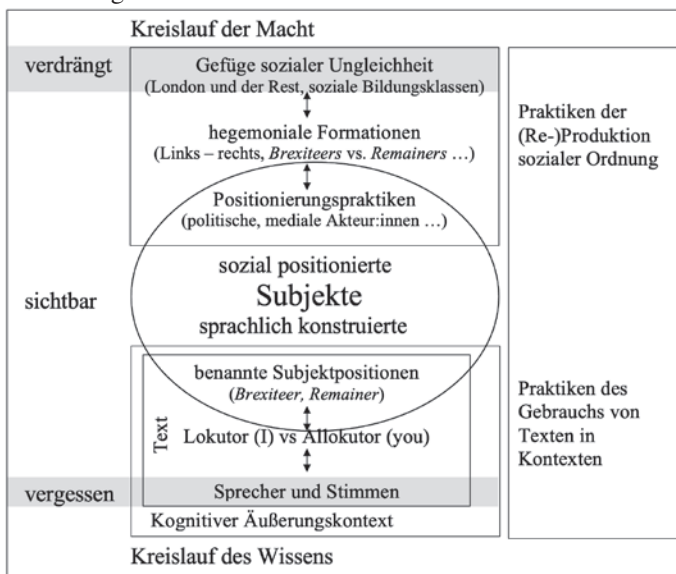 Kreislauf der Macht
verdrängt
Gefüge sozialer Ungleichheit
(London und der Rest, soziale Bildungsklassen)
hegemoniale Formationen
(Links – rechts, Brexiteers vs. Remainers …)
Positionierungspraktiken
(politische, mediale Akteur:innen …)
Praktiken der
(Re-)Produktion
sozialer Ordnung
sichtbar
sozial positionierte
Subjekte
sprachlich konstruierte
benannte Subjektpositionen
(Brexiteer, Remainer)
Text
Lokutor (I) vs Allokutor (you)
Praktiken des
Gebrauchs von
Texten in
Kontexten
vergessen
Sprecher und Stimmen
Kognitiver Äußerungskontext
Kreislauf des Wissens